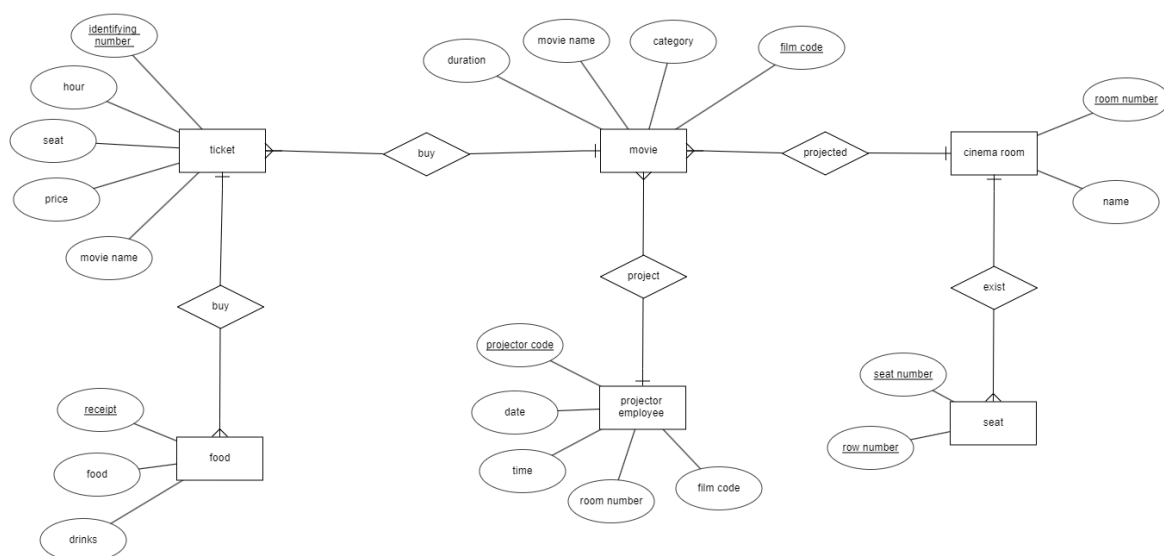 identifying
number
hour
seat
price
movie name
ticket
buy
duration
movie name
category
film code
movie
projected
room number
cinema room
name
buy
project
exist
receipt
food
drinks
food
projector code
date
time
room number
film code
projector
employee
seat number
row number
seat